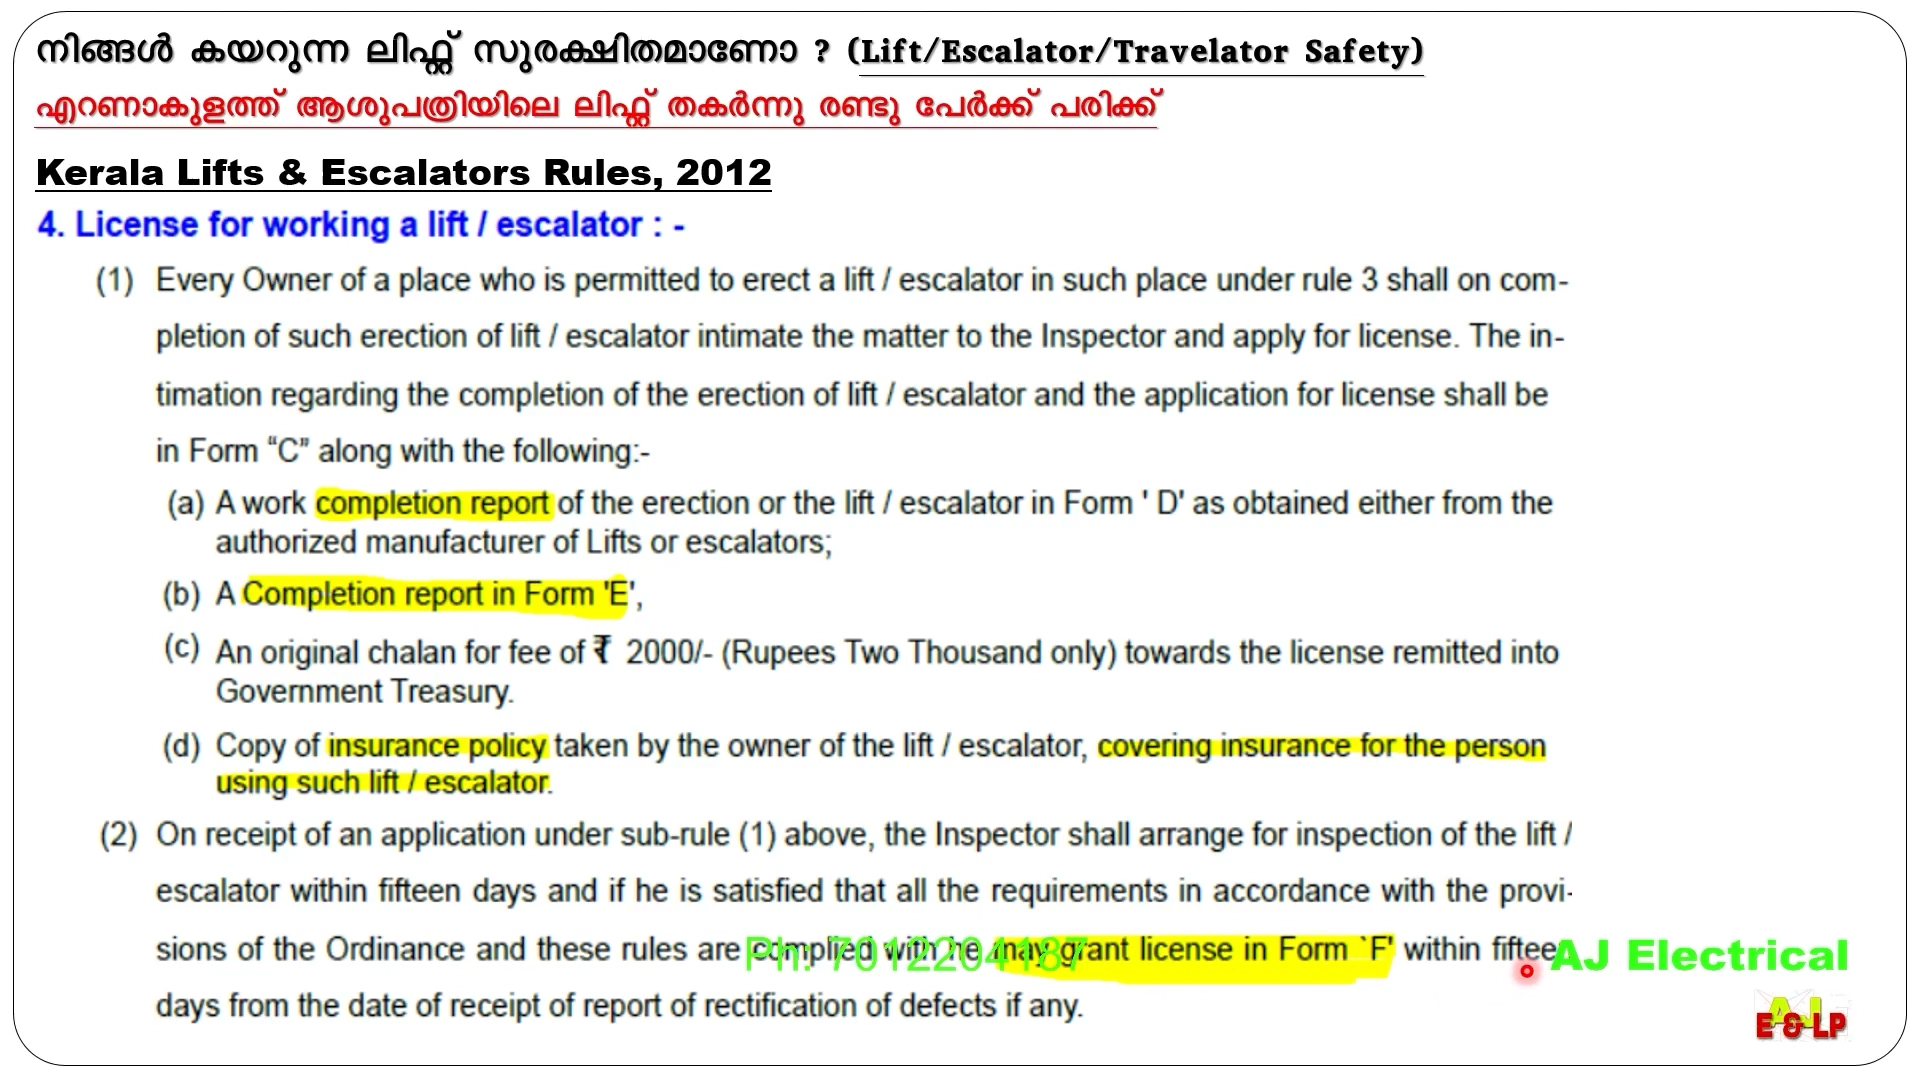 നിങ്ങൾ കയറുന്ന ലിഫ്റ്റ് സുരക്ഷിതമാണോ ? (Lift/Escalator/Travelator Safety)
എറണാകുളത്ത് ആശുപത്രിയിലെ ലിഫ്റ്റ് തകർന്നു രണ്ടു പേർക്ക് പരിക്ക്
Kerala Lifts & Escalators Rules, 2012
4. License for working a lift / escalator : -
(1) Every Owner of a place who is permitted to erect a lift / escalator in such place under rule 3 shall on com-
pletion of such erection of lift / escalator intimate the matter to the Inspector and apply for license. The in-
timation regarding the completion of the erection of lift / escalator and the application for license shall be
in Form “C” along with the following:-
(a) A work completion report of the erection or the lift / escalator in Form ' D' as obtained either from the
authorized manufacturer of Lifts or escalators;
(b) A Completion report in Form 'E',
(c) An original chalan for fee of ₹ 2000/- (Rupees Two Thousand only) towards the license remitted into
Government Treasury.
(d) Copy of insurance policy taken by the owner of the lift / escalator, covering insurance for the person
using such lift / escalator.
(2) On receipt of an application under sub-rule (1) above, the Inspector shall arrange for inspection of the lift /
escalator within fifteen days and if he is satisfied that all the requirements in accordance with the provi-
sions of the Ordinance and these rules are complied with he may grant license in Form `F' within fiftee
days from the date of receipt of report of rectification of defects if any.
Ph: 7012204187
AJ Electrical
AJ
E & LP